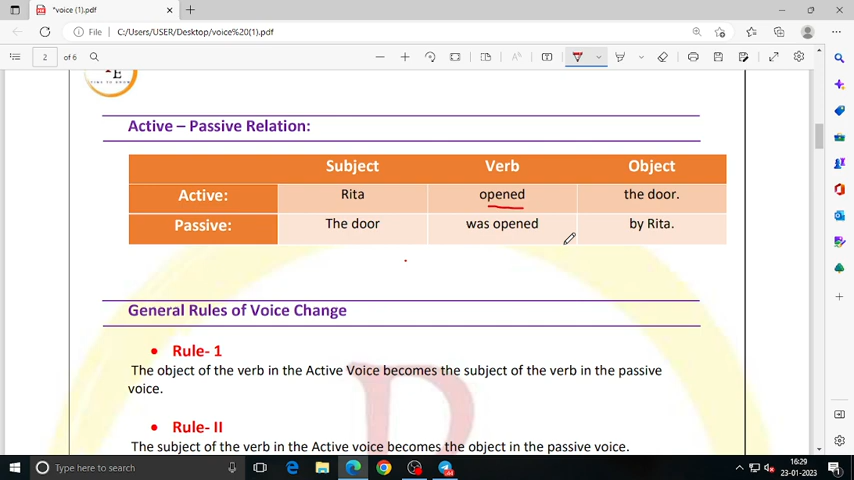 *voice (1).pdf
File | C:/Users/USER/Desktop/voice%20(1).pdf
2 of 6
E
Active – Passive Relation:
Subject Verb Object
Active: Rita opened the door.
Passive: The door was opened by Rita.
General Rules of Voice Change
• Rule- 1
The object of the verb in the Active Voice becomes the subject of the verb in the passive
voice.
• Rule- II
The subject of the verb in the Active voice becomes the object in the passive voice.
Type here to search
16:29
23-01-2023